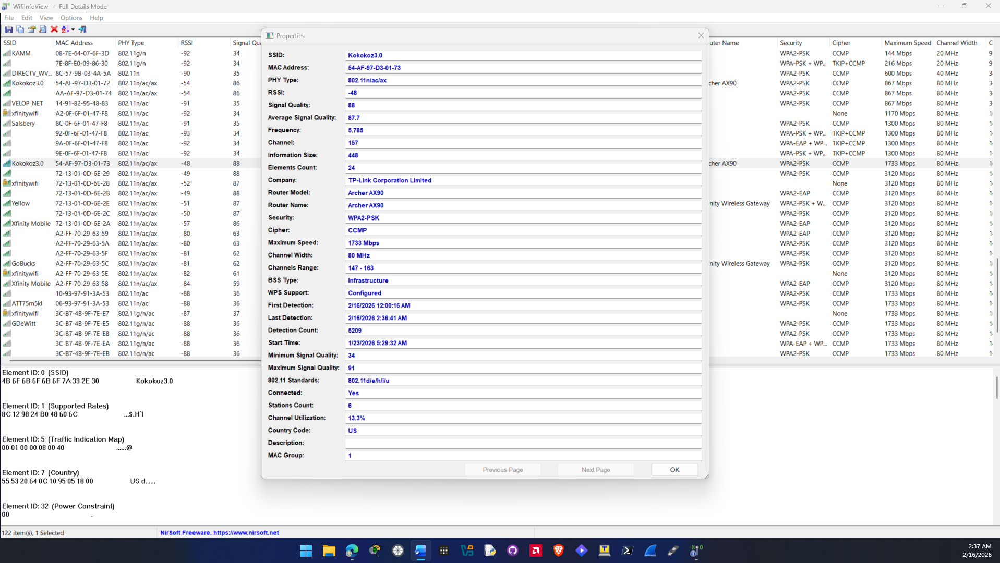 WifiInfoView  -  Full Details Mode
File Edit View Options Help
SSID MAC Address PHY Type RSSI Signal Qua
KAMM 08-7E-64-07-6F-3D 802.11g/n -92 34
7E-8F-E0-09-86-30 802.11g/n -92 34
DIRECTV_WV... 8C-57-9B-03-4A-5A 802.11n -90 35
Kokokoz3.0 54-AF-97-D3-01-72 802.11n/ac/ax -54 86
AA-AF-97-D3-01-74 802.11n/ac/ax -54 86
VELOP_NET 14-91-82-95-48-83 802.11n/ac -91 35
xfinitywifi A2-0F-6F-01-47-F8 802.11n/ac -92 34
Salsbery 8C-0F-6F-01-47-F8 802.11n/ac -91 35
92-0F-6F-01-47-F8 802.11n/ac -93 34
9A-0F-6F-01-47-F8 802.11n/ac -92 34
9E-0F-6F-01-47-F8 802.11n/ac -92 34
Kokokoz3.0 54-AF-97-D3-01-73 802.11n/ac/ax -48 88
72-13-01-0D-6E-29 802.11n/ac/ax -49 88
xfinitywifi 72-13-01-0D-6E-28 802.11n/ac/ax -52 87
72-13-01-0D-6E-2B 802.11n/ac/ax -49 88
Yellow 72-13-01-0D-6E-2E 802.11n/ac/ax -51 87
72-13-01-0D-6E-2C 802.11n/ac/ax -50 87
Xfinity Mobile 72-13-01-0D-6E-2A 802.11n/ac/ax -57 86
A2-FF-70-29-63-59 802.11n/ac/ax -80 63
A2-FF-70-29-63-5A 802.11n/ac/ax -80 63
A2-FF-70-29-63-5F 802.11n/ac/ax -81 62
GoBucks A2-FF-70-29-63-5C 802.11n/ac/ax -81 62
xfinitywifi A2-FF-70-29-63-5E 802.11n/ac/ax -82 61
Xfinity Mobile A2-FF-70-29-63-58 802.11n/ac/ax -84 59
10-93-97-91-3A-53 802.11n/ac -88 36
ATT75rn5kl 06-93-97-91-3A-53 802.11n/ac -88 36
xfinitywifi 3C-B7-4B-9F-7E-E7 802.11g/n/ac -87 37
GDeWitt 3C-B7-4B-9F-7E-E5 802.11g/n/ac -88 36
3C-B7-4B-9F-7E-E8 802.11g/n/ac -88 36
3C-B7-4B-9F-7E-EA 802.11g/n/ac -88 36
3C-B7-4B-9F-7E-EB 802.11g/n/ac -88 36
Properties
SSID: Kokokoz3.0
MAC Address: 54-AF-97-D3-01-73
PHY Type: 802.11n/ac/ax
RSSI: -48
Signal Quality: 88
Average Signal Quality: 87.7
Frequency: 5.785
Channel: 157
Information Size: 448
Elements Count: 24
Company: TP-Link Corporation Limited
Router Model: Archer AX90
Router Name: Archer AX90
Security: WPA2-PSK
Cipher: CCMP
Maximum Speed: 1733 Mbps
Channel Width: 80 MHz
Channels Range: 147 - 163
BSS Type: Infrastructure
WPS Support: Configured
First Detection: 2/16/2026 12:00:16 AM
Last Detection: 2/16/2026 2:36:41 AM
Detection Count: 5209
Start Time: 1/23/2026 5:29:32 AM
Minimum Signal Quality: 34
Maximum Signal Quality: 91
802.11 Standards: 802.11d/e/h/i/u
Connected: Yes
Stations Count: 6
Channel Utilization: 13.3%
Country Code: US
Description:
MAC Group: 1
Previous Page Next Page OK
uter Name Security Cipher Maximum Speed Channel Width C
WPA2-PSK CCMP 144 Mbps 20 MHz 9
WPA-PSK + WP... TKIP+CCMP 216 Mbps 20 MHz 9
WPA2-PSK CCMP 600 Mbps 40 MHz 3
cher AX90 WPA2-PSK CCMP 867 Mbps 80 MHz 3
WPA2-PSK CCMP 867 Mbps 80 MHz 3
WPA2-PSK CCMP 867 Mbps 80 MHz 3
None 1170 Mbps 80 MHz 1
WPA2-PSK CCMP 1300 Mbps 80 MHz 1
WPA-PSK + WP... TKIP+CCMP 1300 Mbps 80 MHz 1
WPA-EAP + WP... TKIP+CCMP 1300 Mbps 80 MHz 1
WPA-PSK + WP... TKIP+CCMP 1300 Mbps 80 MHz 1
cher AX90 WPA2-PSK CCMP 1733 Mbps 80 MHz 1
WPA2-PSK CCMP 3120 Mbps 80 MHz 1
None 3120 Mbps 80 MHz 1
WPA2-EAP CCMP 3120 Mbps 80 MHz 1
inity Wireless Gateway WPA2-PSK + W... CCMP 3120 Mbps 80 MHz 1
WPA2-PSK CCMP 3120 Mbps 80 MHz 1
WPA2-EAP CCMP 3120 Mbps 80 MHz 1
WPA2-EAP CCMP 3120 Mbps 80 MHz 1
WPA2-PSK CCMP 3120 Mbps 80 MHz 1
WPA2-PSK CCMP 3120 Mbps 80 MHz 1
inity Wireless Gateway WPA2-PSK CCMP 3120 Mbps 80 MHz 1
None 3120 Mbps 80 MHz 1
WPA2-EAP CCMP 3120 Mbps 80 MHz 1
WPA2-PSK CCMP 1733 Mbps 80 MHz 1
WPA2-PSK CCMP 1733 Mbps 80 MHz 1
None 1733 Mbps 80 MHz 1
WPA2-PSK CCMP 1733 Mbps 80 MHz 1
WPA2-PSK CCMP 1733 Mbps 80 MHz 1
WPA-EAP + WP... CCMP 1733 Mbps 80 MHz 1
WPA2-PSK CCMP 1733 Mbps 80 MHz 1
Element ID: 0  (SSID)
4B 6F 6B 6F 6B 6F 7A 33 2E 30 Kokokoz3.0
Element ID: 1  (Supported Rates)
8C 12 98 24 B0 48 60 6C ...$.H`l
Element ID: 5  (Traffic Indication Map)
00 01 00 00 08 00 40 ......@
Element ID: 7  (Country)
55 53 20 64 0C 10 95 05 18 00 US d......
Element ID: 32  (Power Constraint)
00 .
122 item(s), 1 Selected
NirSoft Freeware. https://www.nirsoft.net
2:37 AM
2/16/2026